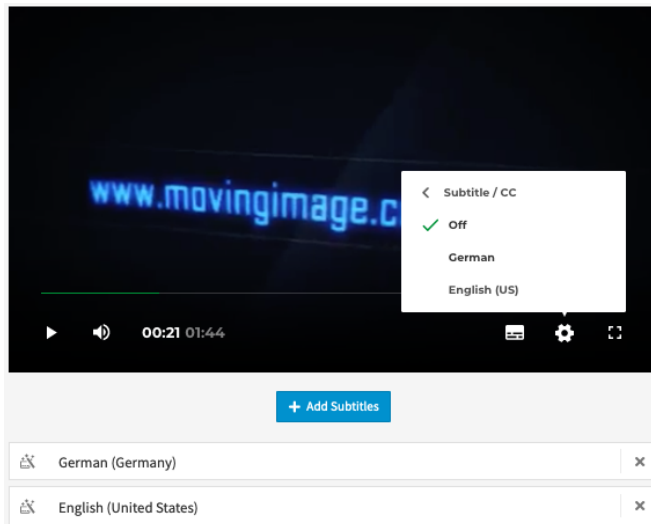 www.movingimage.c
Subtitle / CC
Off
German
English (US)
00:21 01:44
+ Add Subtitles
German (Germany)
English (United States)